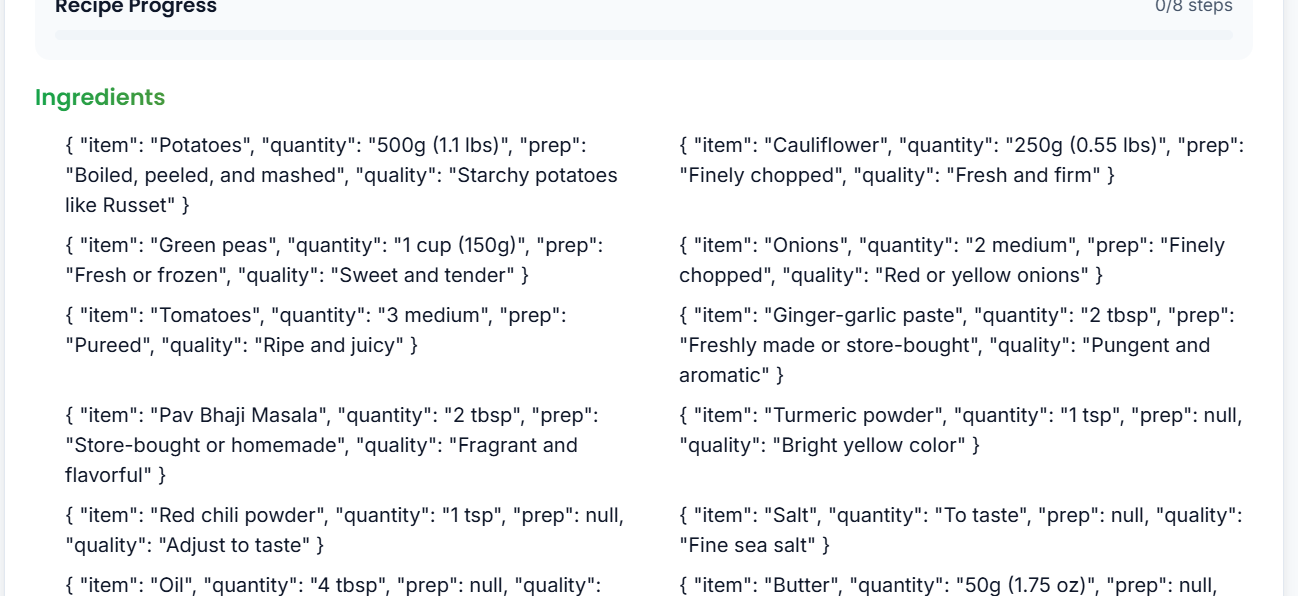 Recipe Progress
0/8 steps
Ingredients
{ "item": "Potatoes", "quantity": "500g (1.1 lbs)", "prep":
"Boiled, peeled, and mashed", "quality": "Starchy potatoes
like Russet" }
{ "item": "Cauliflower", "quantity": "250g (0.55 lbs)", "prep":
"Finely chopped", "quality": "Fresh and firm" }
{ "item": "Green peas", "quantity": "1 cup (150g)", "prep":
"Fresh or frozen", "quality": "Sweet and tender" }
{ "item": "Onions", "quantity": "2 medium", "prep": "Finely
chopped", "quality": "Red or yellow onions" }
{ "item": "Tomatoes", "quantity": "3 medium", "prep":
"Pureed", "quality": "Ripe and juicy" }
{ "item": "Ginger-garlic paste", "quantity": "2 tbsp", "prep":
"Freshly made or store-bought", "quality": "Pungent and
aromatic" }
{ "item": "Pav Bhaji Masala", "quantity": "2 tbsp", "prep":
"Store-bought or homemade", "quality": "Fragrant and
flavorful" }
{ "item": "Turmeric powder", "quantity": "1 tsp", "prep": null,
"quality": "Bright yellow color" }
{ "item": "Red chili powder", "quantity": "1 tsp", "prep": null,
"quality": "Adjust to taste" }
{ "item": "Salt", "quantity": "To taste", "prep": null, "quality":
"Fine sea salt" }
{ "item": "Oil", "quantity": "4 tbsp", "prep": null, "quality":
{ "item": "Butter", "quantity": "50g (1.75 oz)", "prep": null,